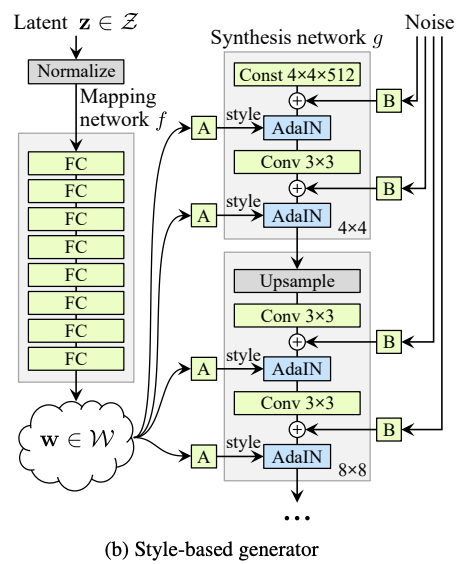 Latent z ∈ 𝒵
Noise
Synthesis network g
Normalize
Mapping
network f
FC
FC
FC
FC
FC
FC
FC
FC
w ∈ 𝒲
Const 4×4×512
B
A
style
AdaIN
Conv 3×3
B
A
style
AdaIN
4×4
Upsample
Conv 3×3
B
A
style
AdaIN
Conv 3×3
B
A
style
AdaIN
8×8
...
(b) Style-based generator